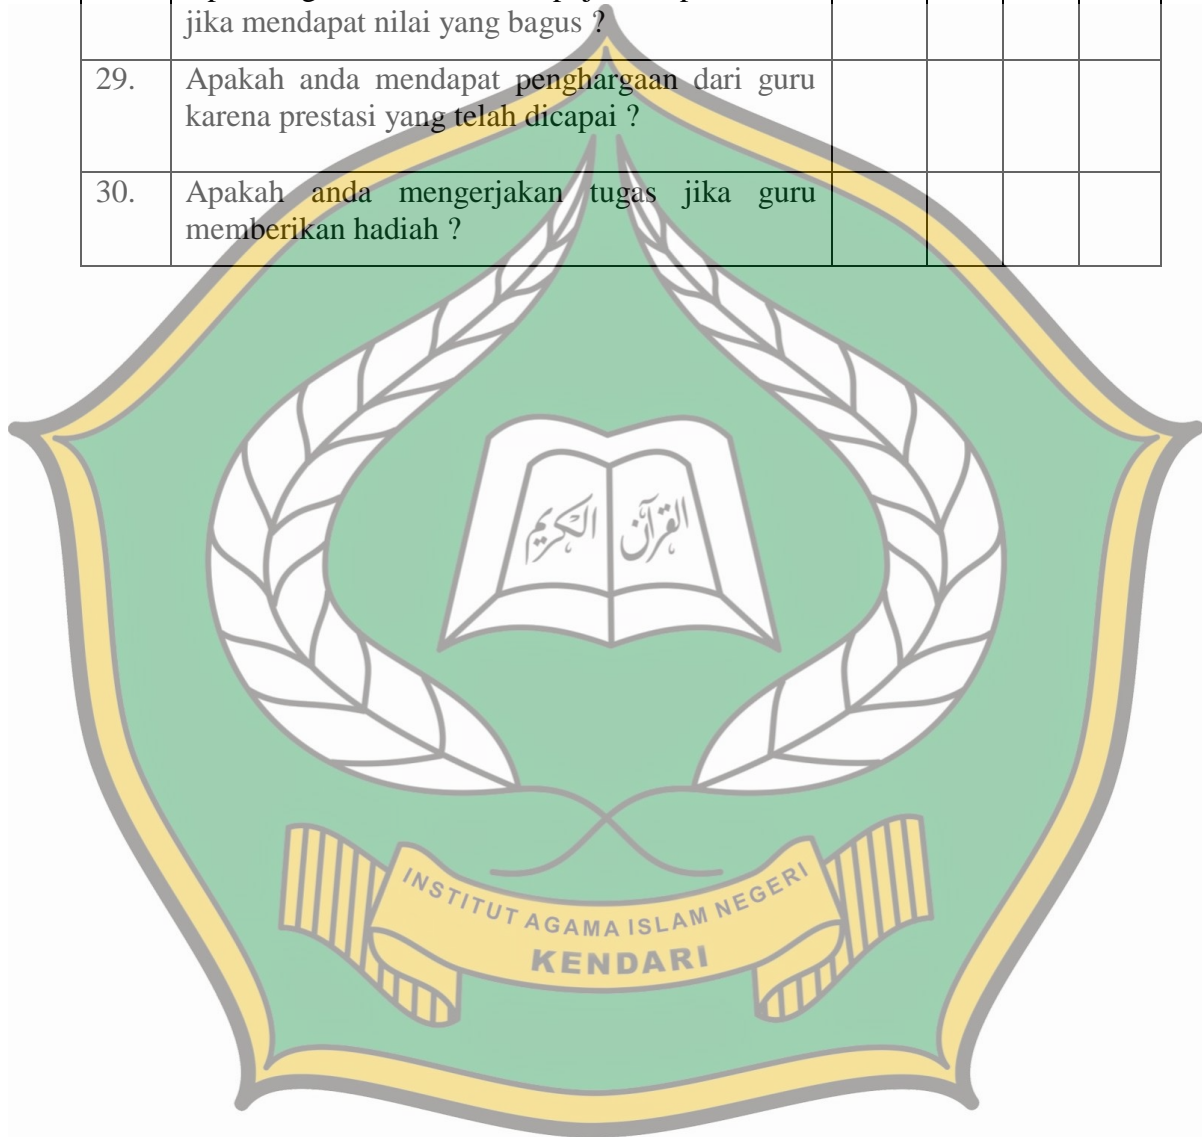 jika mendapat nilai yang bagus ?
29. Apakah anda mendapat penghargaan dari guru
karena prestasi yang telah dicapai ?
30. Apakah anda mengerjakan tugas jika guru
memberikan hadiah ?
القرآن الكريم
INSTITUT AGAMA ISLAM NEGERI
KENDARI